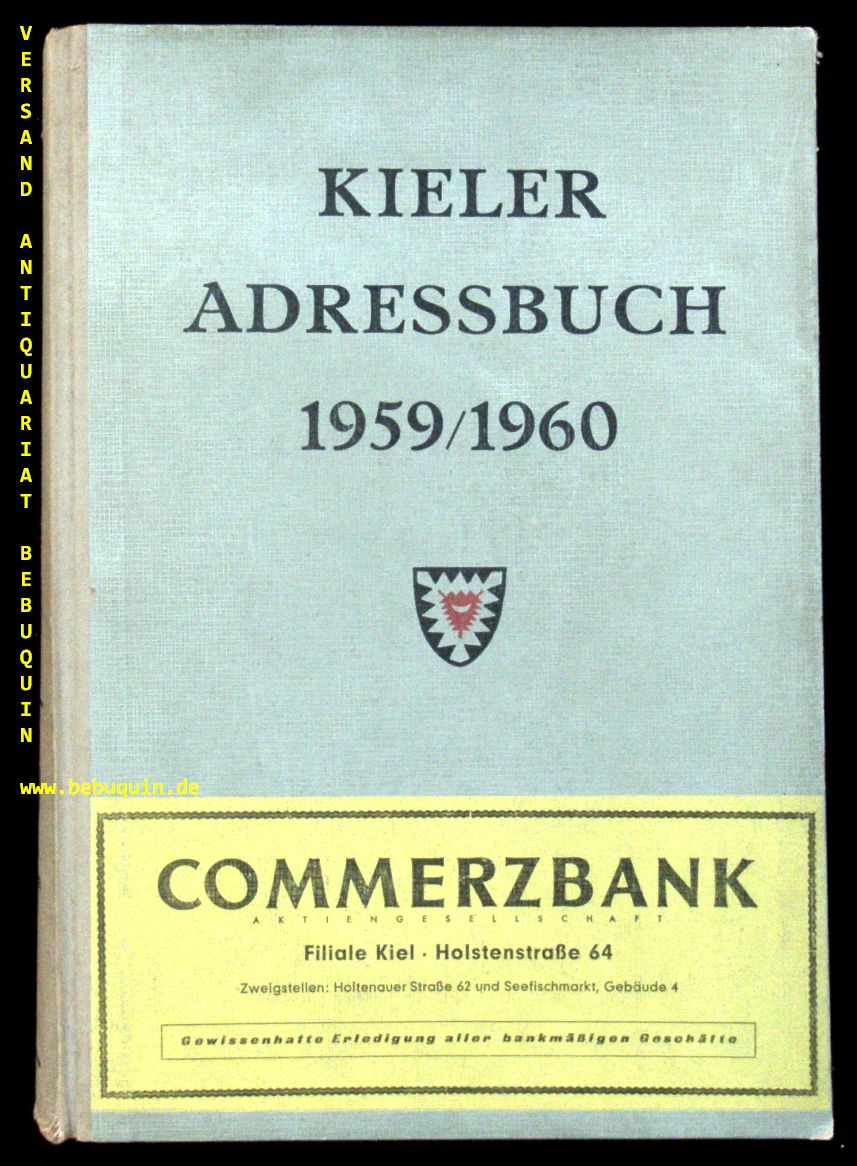 VERSAND ANTIQUARIAT BEBUQUIN
www.bebuquin.de
KIELER
ADRESSBUCH
1959/1960
COMMERZBANK
AKTIENGESELLSCHAFT
Filiale Kiel · Holstenstraße 64
Zweigstellen: Holtenauer Straße 62 und Seefischmarkt, Gebäude 4
Gewissenhafte Erledigung aller bankmäßigen Geschäfte